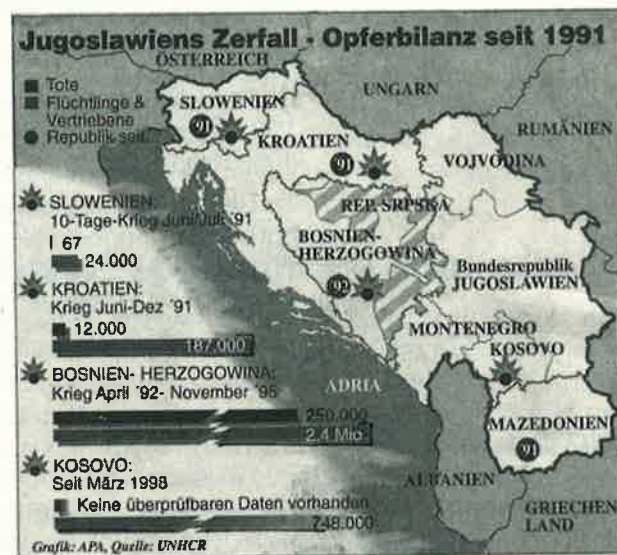 Jugoslawiens Zerfall - Opferbilanz seit 1991
ÖSTERREICH
UNGARN
RUMÄNIEN
Tote
Flüchtlinge &
Vertriebene
Republik seit...
SLOWENIEN
91
KROATIEN
91
VOJVODINA
REP. SRPSKA
BOSNIEN-
HERZOGOWINA
92
Bundesrepublik
JUGOSLAWIEN
MONTENEGRO
KOSOVO
ADRIA
MAZEDONIEN
91
ALBANIEN
GRIECHEN
LAND
SLOWENIEN:
10-Tage-Krieg Juni/Juli ´91
67
24.000
KROATIEN:
Krieg Juni-Dez ´91
12.000
187.000
BOSNIEN- HERZOGOWINA:
Krieg April ´92- November ´95
250.000
2,4 Mio.
KOSOVO:
Seit März 1998
Keine überprüfbaren Daten vorhanden
748.000
Grafik: APA, Quelle: UNHCR